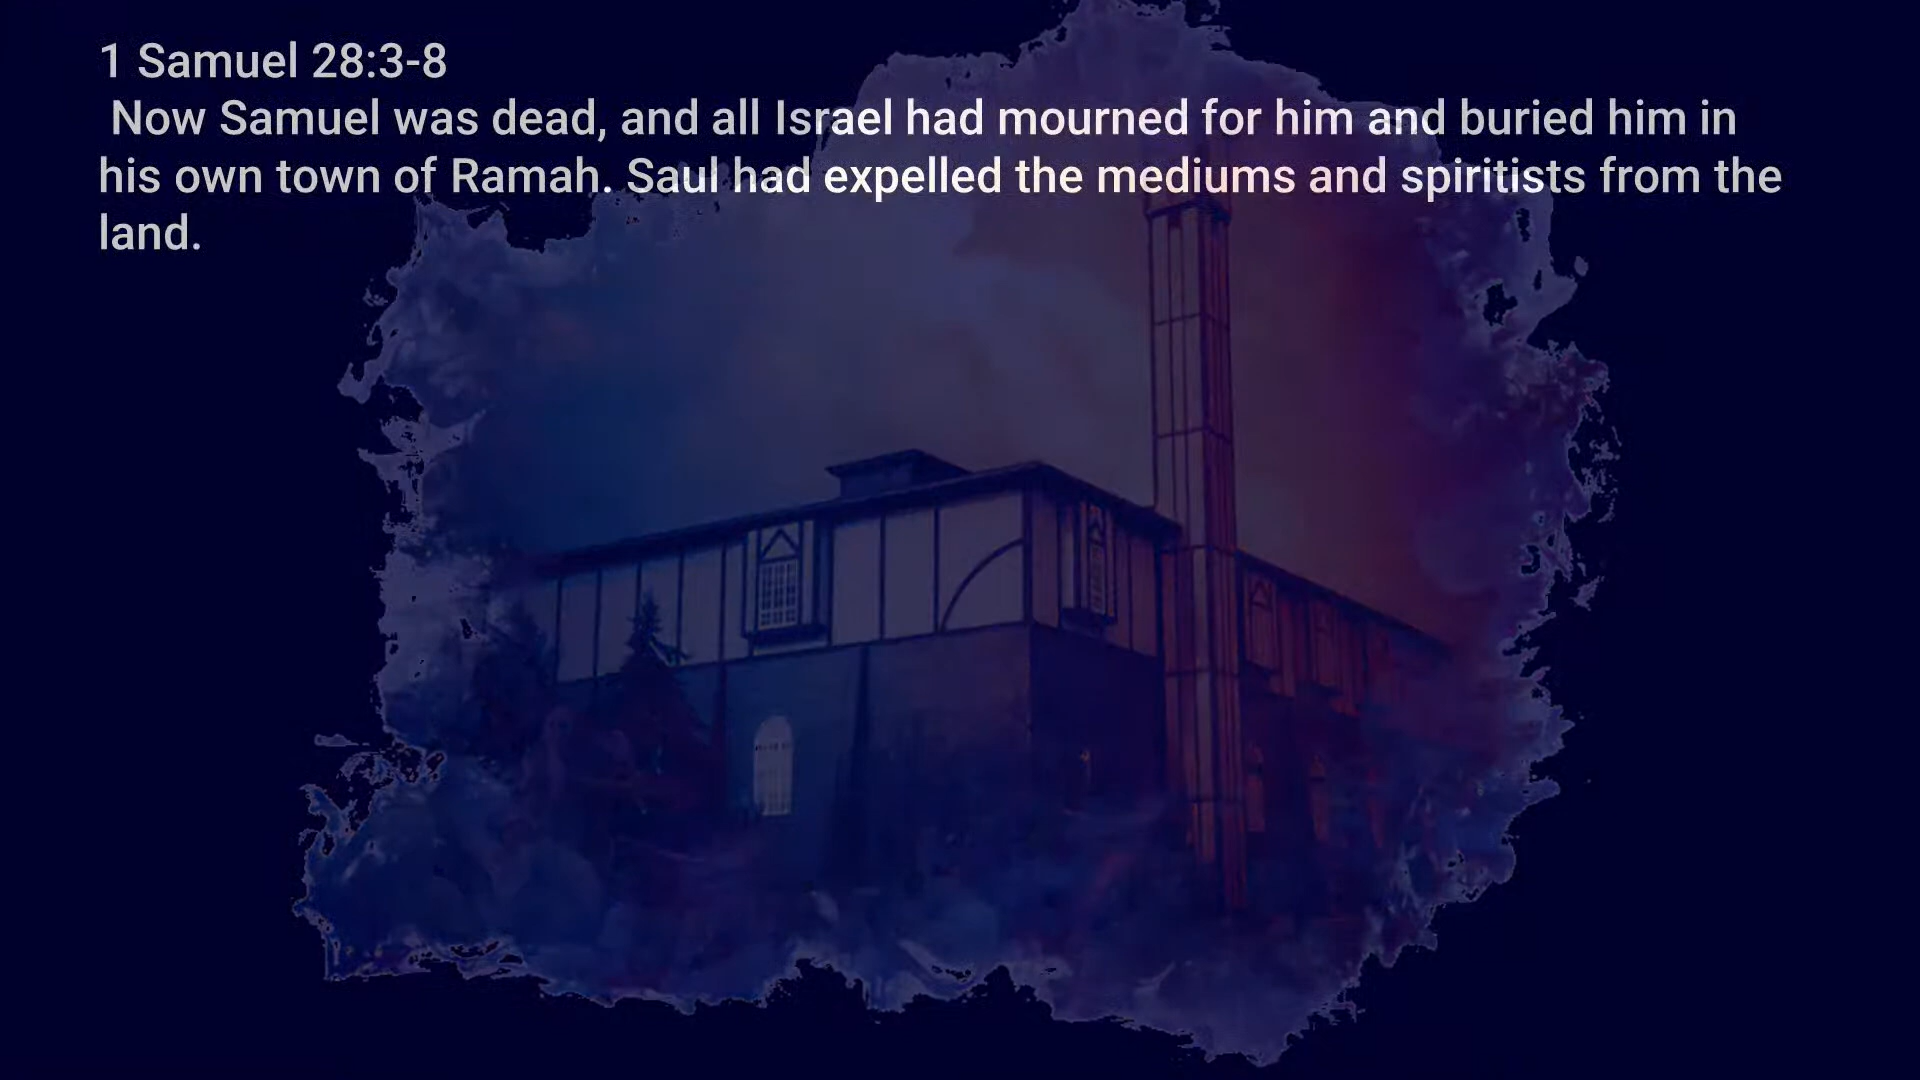 1 Samuel 28:3-8
Now Samuel was dead, and all Israel had mourned for him and buried him in
his own town of Ramah. Saul had expelled the mediums and spiritists from the
land.